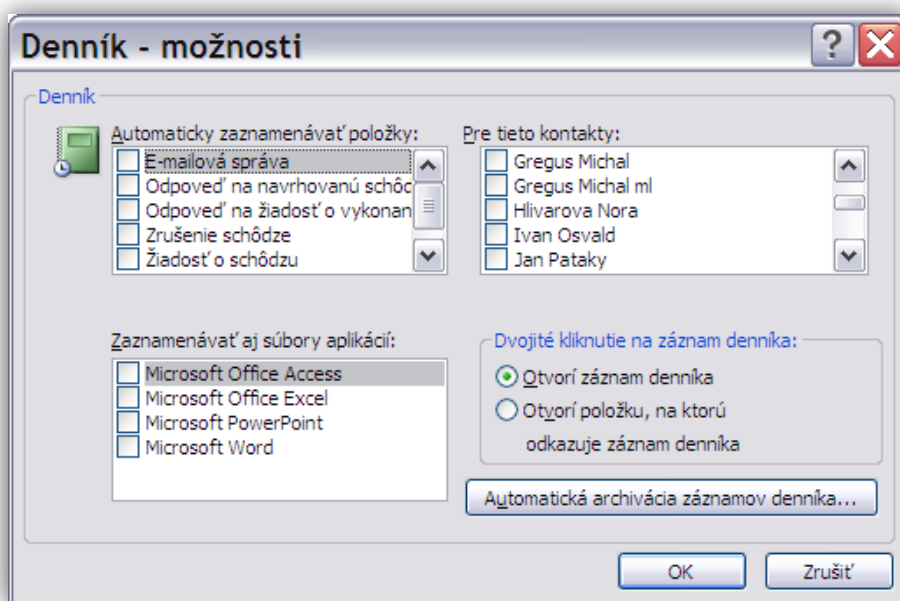 Denník - možnosti
Denník
Automaticky zaznamenávať položky:
E-mailová správa
Odpoveď na navrhovanú schôd
Odpoveď na žiadosť o vykonan
Zrušenie schôdze
Žiadosť o schôdzu
Pre tieto kontakty:
Gregus Michal
Gregus Michal ml
Hlivarova Nora
Ivan Osvald
Jan Pataky
Zaznamenávať aj súbory aplikácií:
Microsoft Office Access
Microsoft Office Excel
Microsoft PowerPoint
Microsoft Word
Dvojité kliknutie na záznam denníka:
Otvorí záznam denníka
Otvorí položku, na ktorú
odkazuje záznam denníka
Automatická archivácia záznamov denníka...
OK
Zrušiť